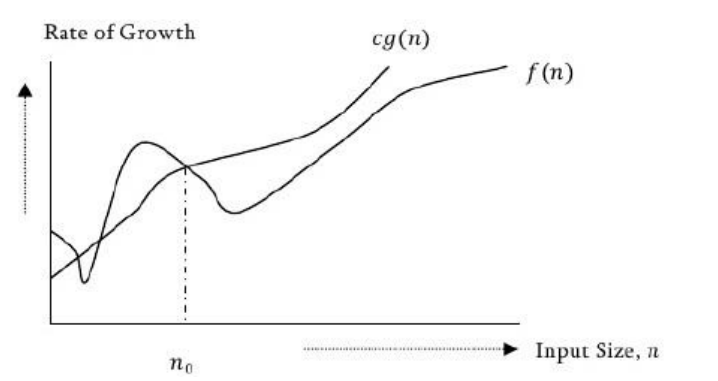 Rate of Growth
cg(n)
f(n)
Input Size, n
n₀